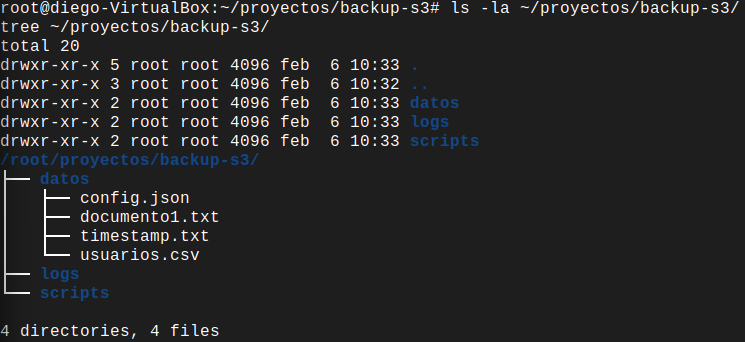 root@diego-VirtualBox:~/proyectos/backup-s3# ls -la ~/proyectos/backup-s3/
tree ~/proyectos/backup-s3/
total 20
drwxr-xr-x 5 root root 4096 feb  6 10:33 .
drwxr-xr-x 3 root root 4096 feb  6 10:32 ..
drwxr-xr-x 2 root root 4096 feb  6 10:33 datos
drwxr-xr-x 2 root root 4096 feb  6 10:33 logs
drwxr-xr-x 2 root root 4096 feb  6 10:33 scripts
/root/proyectos/backup-s3/
├── datos
│   ├── config.json
│   ├── documento1.txt
│   ├── timestamp.txt
│   └── usuarios.csv
├── logs
└── scripts

4 directories, 4 files